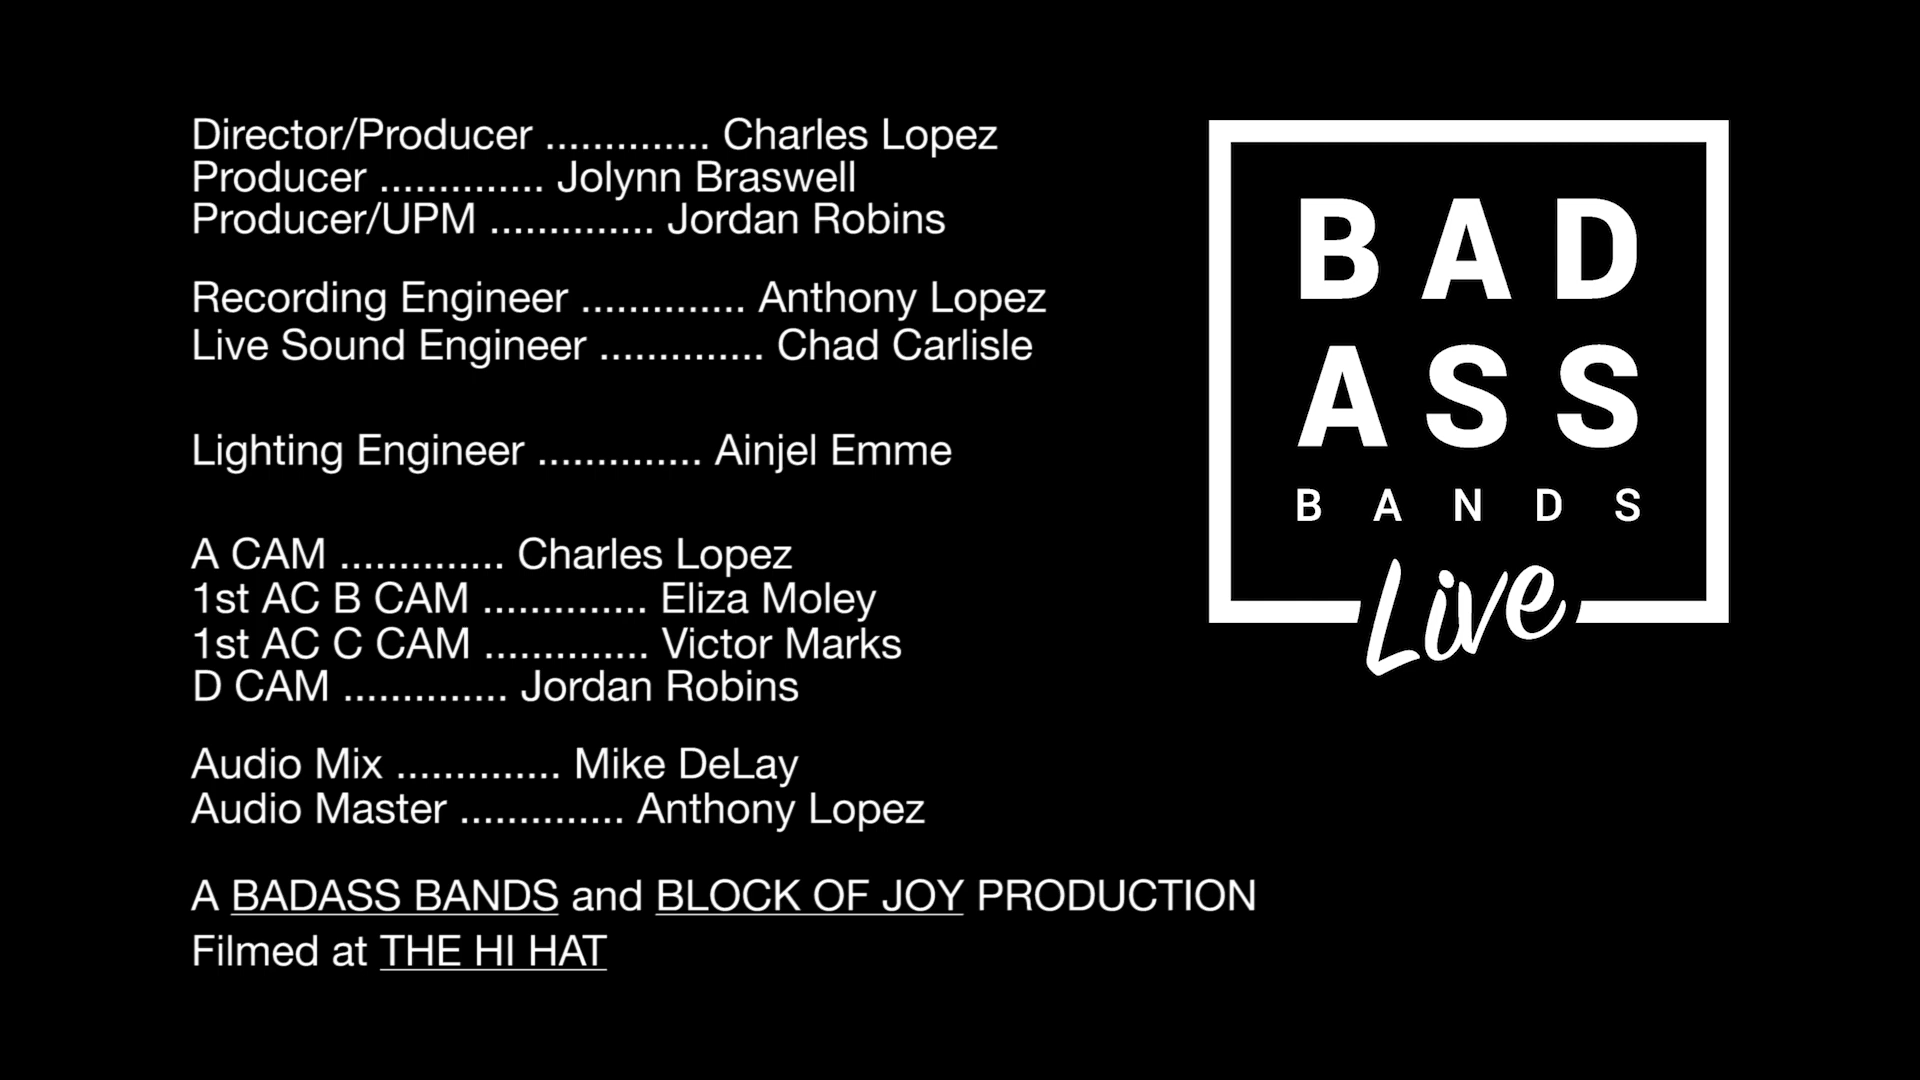 Director/Producer .............. Charles Lopez
Producer .............. Jolynn Braswell
Producer/UPM .............. Jordan Robins
Recording Engineer .............. Anthony Lopez
Live Sound Engineer .............. Chad Carlisle
Lighting Engineer .............. Ainjel Emme
A CAM .............. Charles Lopez
1st AC B CAM .............. Eliza Moley
1st AC C CAM .............. Victor Marks
D CAM .............. Jordan Robins
Audio Mix .............. Mike DeLay
Audio Master .............. Anthony Lopez
A BADASS BANDS and BLOCK OF JOY PRODUCTION
Filmed at THE HI HAT
BAD
ASS
BANDS
Live